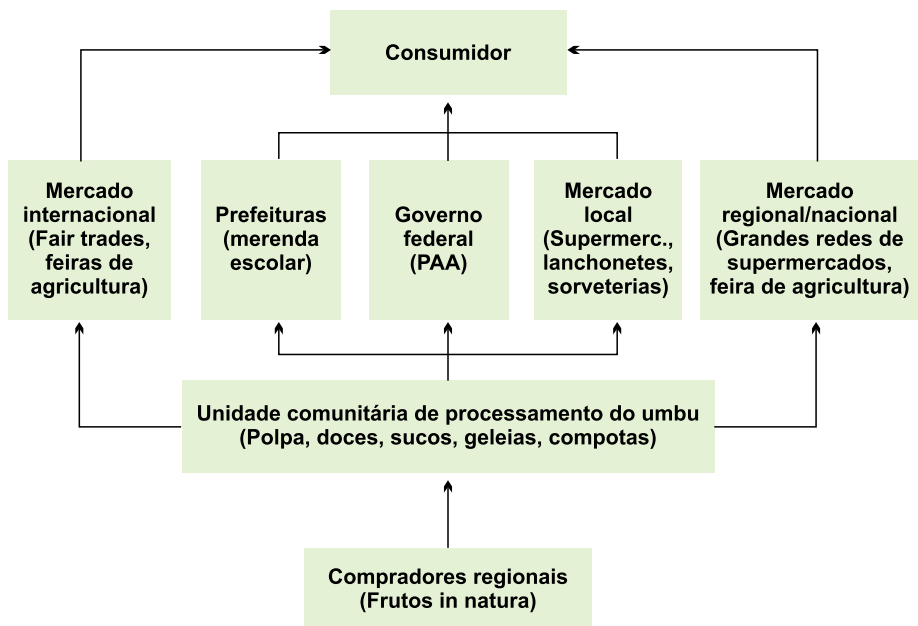 Consumidor
Mercado
internacional
(Fair trades,
feiras de
agricultura)
Prefeituras
(merenda
escolar)
Governo
federal
(PAA)
Mercado
local
(Supermerc.,
lanchonetes,
sorveterias)
Mercado
regional/nacional
(Grandes redes de
supermercados,
feira de agricultura)
Unidade comunitária de processamento do umbu
(Polpa, doces, sucos, geleias, compotas)
Compradores regionais
(Frutos in natura)